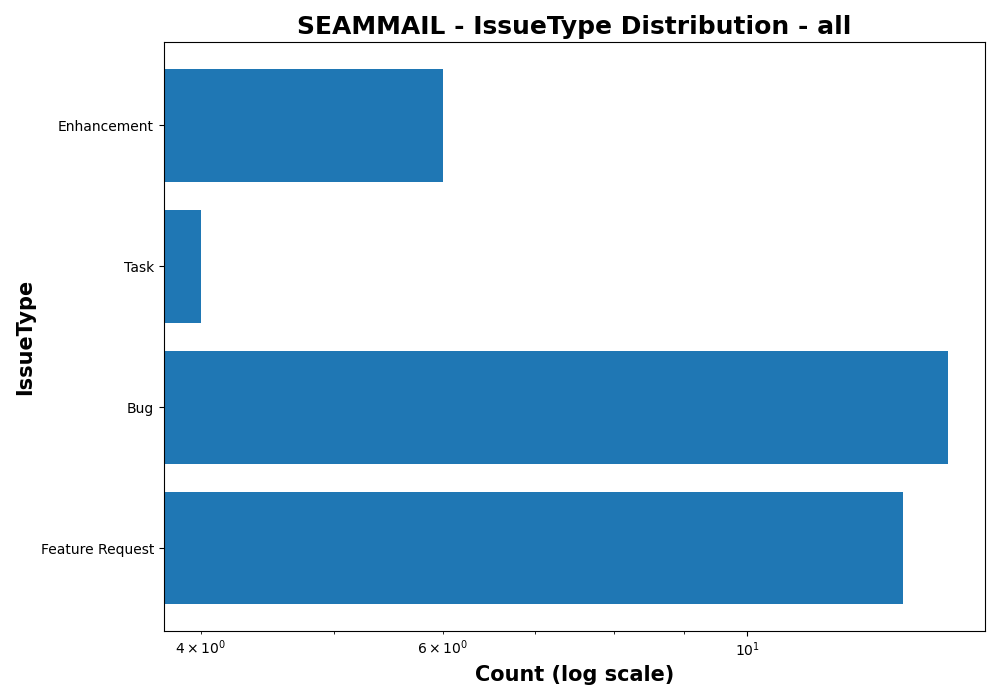 SEAMMAIL - IssueType Distribution - all
IssueType
Enhancement
Task
Bug
Feature Request
4 × 10⁰
6 × 10⁰
10¹
Count (log scale)